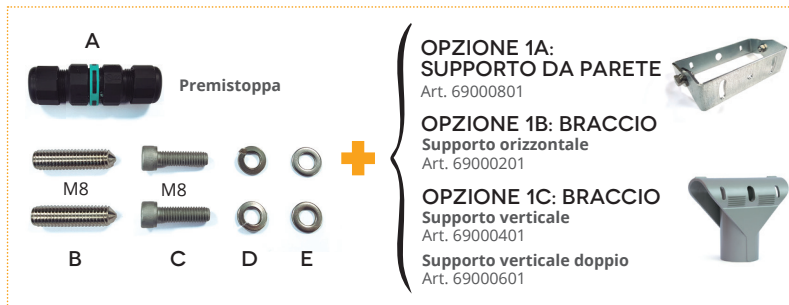 A
Premistoppa
M8
M8
B
C
D
E
OPZIONE 1A:
SUPPORTO DA PARETE
Art. 69000801
OPZIONE 1B: BRACCIO
Supporto orizzontale
Art. 69000201
OPZIONE 1C: BRACCIO
Supporto verticale
Art. 69000401
Supporto verticale doppio
Art. 69000601